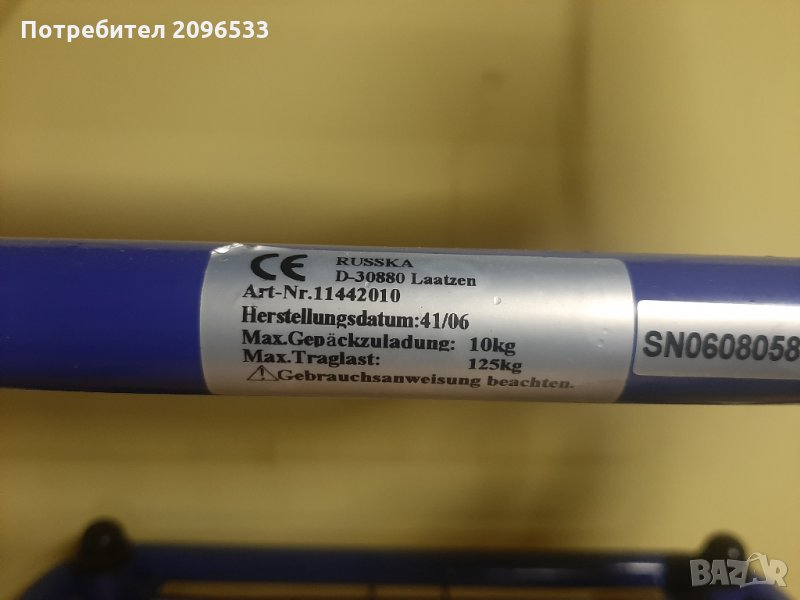 Потребител 2096533
CE RUSSKA
D-30880 Laatzen
Art-Nr.11442010
Herstellungsdatum:41/06
Max.Gepäckzuladung: 10kg
Max.Traglast: 125kg
Gebrauchsanweisung beachten.
SN0608058
BAZAR